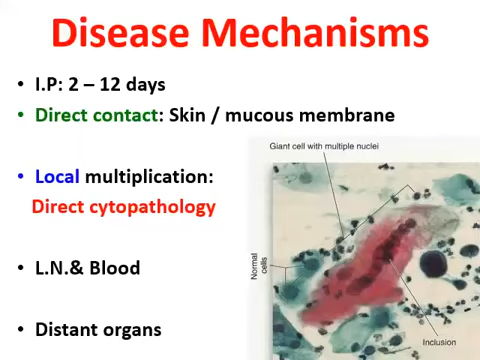 Disease Mechanisms
• I.P: 2 – 12 days
• Direct contact: Skin / mucous membrane
• Local multiplication:
Direct cytopathology
• L.N.& Blood
• Distant organs
Giant cell with multiple nuclei
Normal
cells
Inclusion